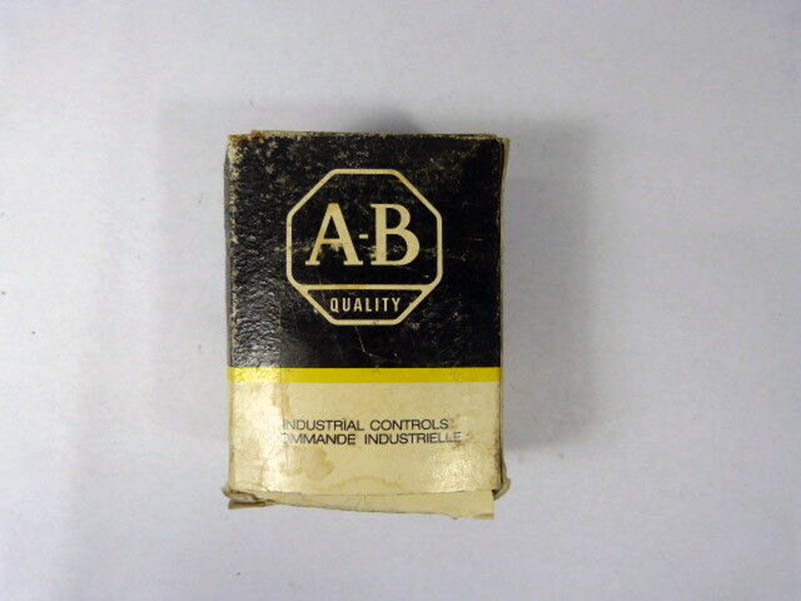 A-B
QUALITY
INDUSTRIAL CONTROLS
OMMANDE INDUSTRIELLE